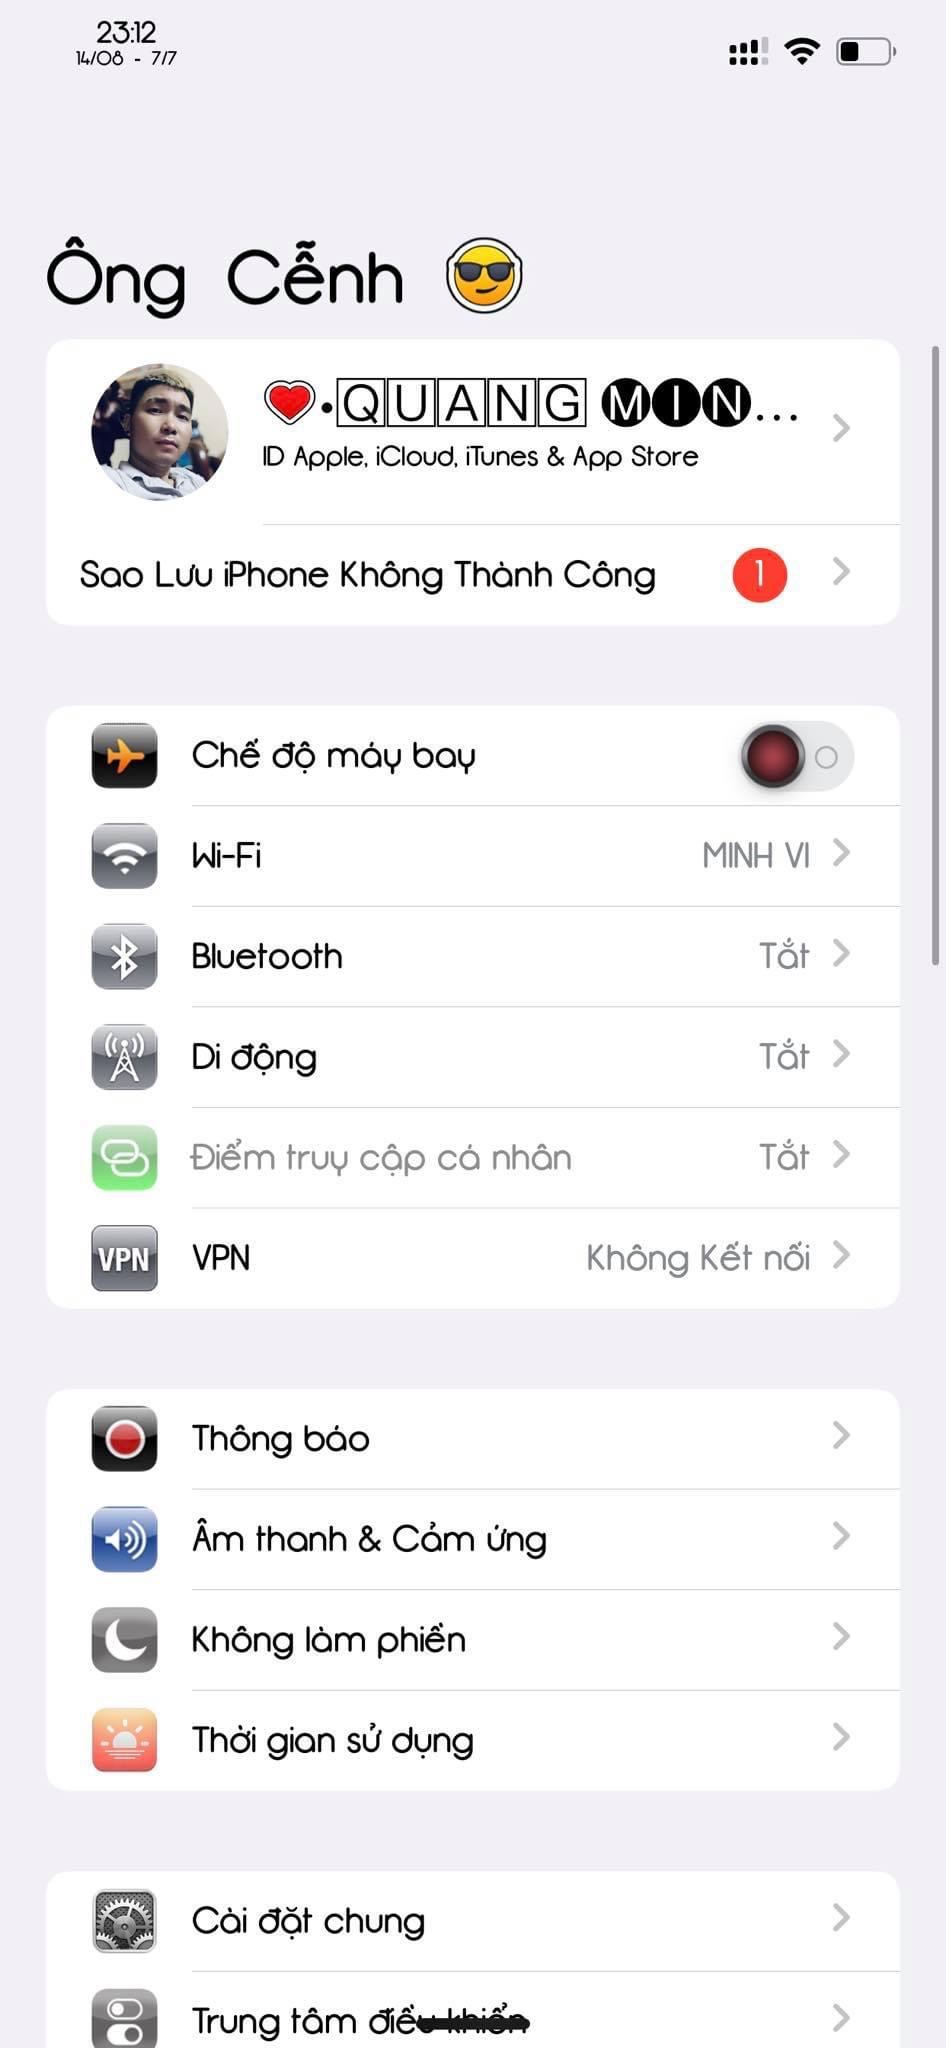 23:12
14/08 - 7/7
Ông Cễnh 😎
❤️•🅀🅄🄰🄽🄶 🅜🅘🅝...
ID Apple, iCloud, iTunes & App Store
Sao Lưu iPhone Không Thành Công 1
Chế độ máy bay
Wi-Fi MINH VI
Bluetooth Tắt
Di động Tắt
Điểm truy cập cá nhân Tắt
VPN VPN Không Kết nối
Thông báo
Âm thanh & Cảm ứng
Không làm phiền
Thời gian sử dụng
Cài đặt chung
Trung tâm điều khiển